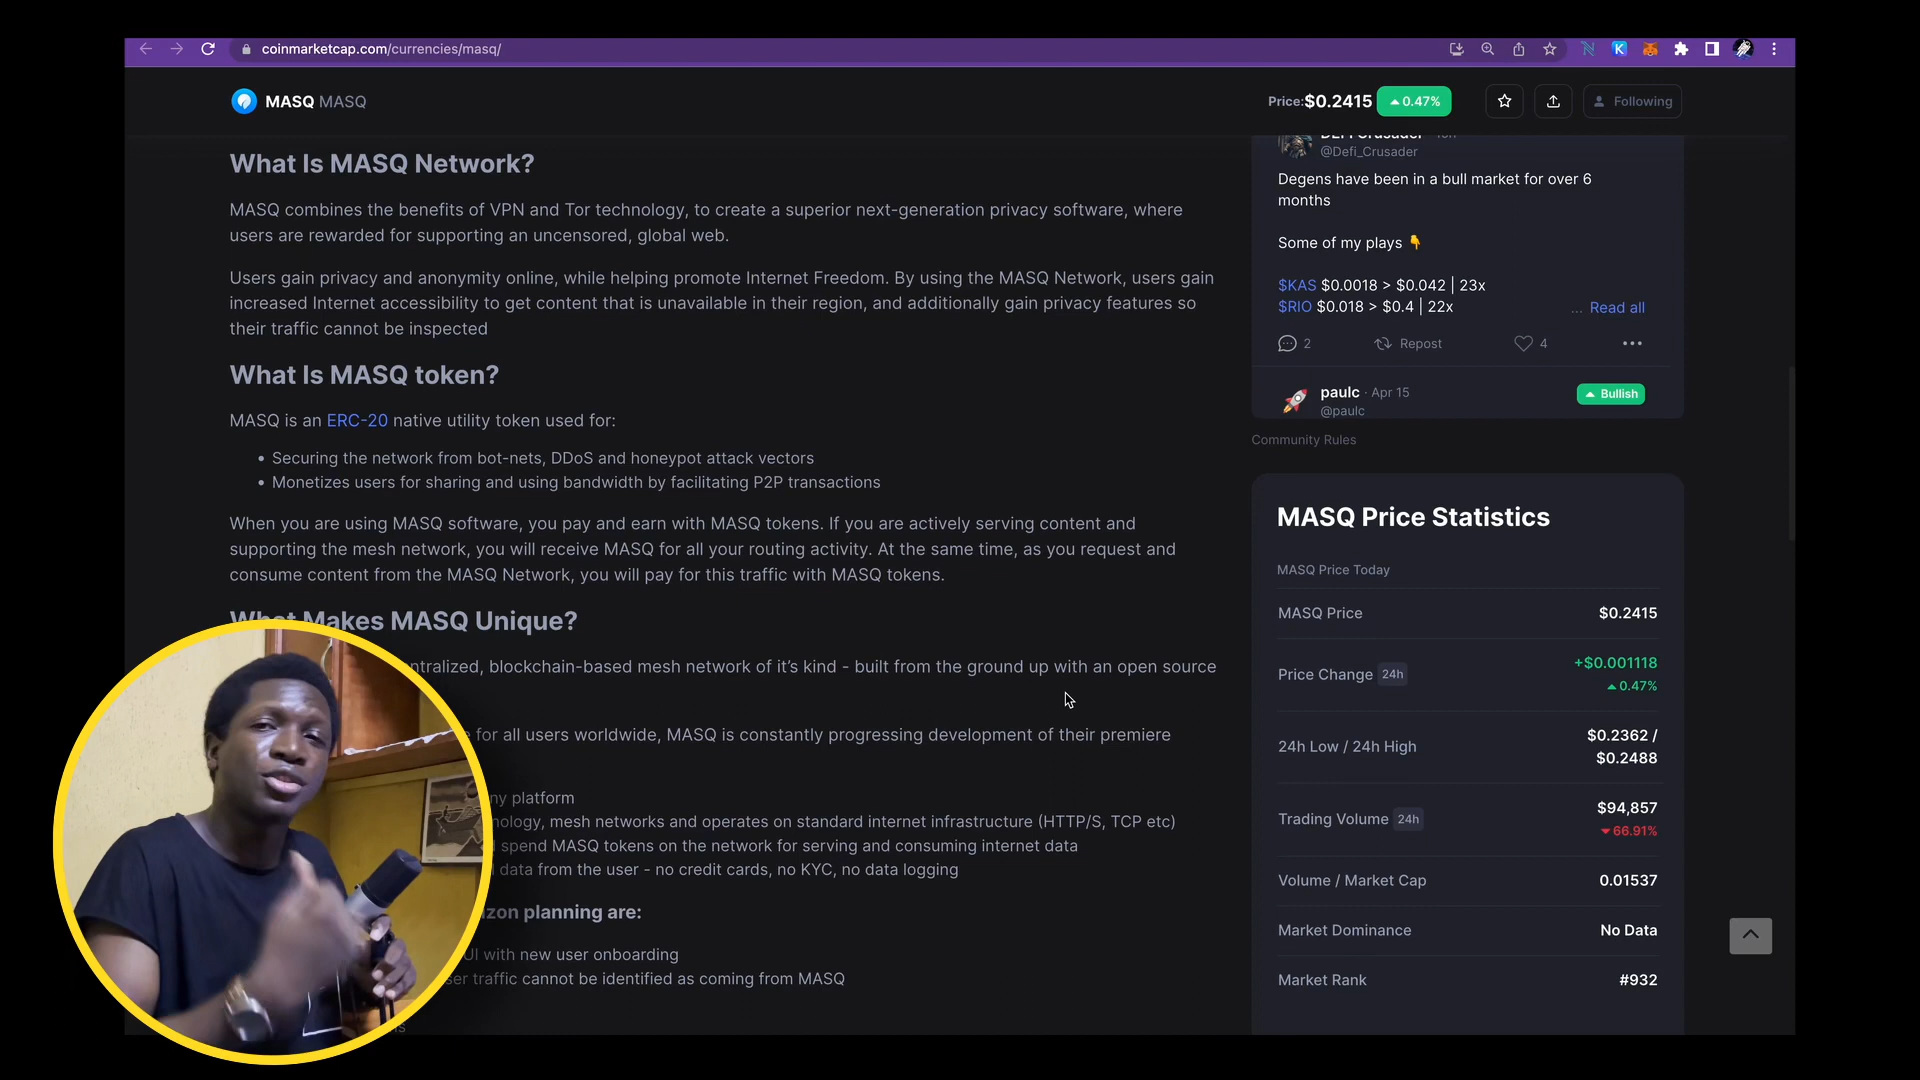 coinmarketcap.com/currencies/masq/
MASQ MASQ
Price:$0.2415
0.47%
Following
What Is MASQ Network?
MASQ combines the benefits of VPN and Tor technology, to create a superior next-generation privacy software, where
users are rewarded for supporting an uncensored, global web.
Users gain privacy and anonymity online, while helping promote Internet Freedom. By using the MASQ Network, users gain
increased Internet accessibility to get content that is unavailable in their region, and additionally gain privacy features so
their traffic cannot be inspected
What Is MASQ token?
MASQ is an ERC-20 native utility token used for:
• Securing the network from bot-nets, DDoS and honeypot attack vectors
• Monetizes users for sharing and using bandwidth by facilitating P2P transactions
When you are using MASQ software, you pay and earn with MASQ tokens. If you are actively serving content and
supporting the mesh network, you will receive MASQ for all your routing activity. At the same time, as you request and
consume content from the MASQ Network, you will pay for this traffic with MASQ tokens.
What Makes MASQ Unique?
ntralized, blockchain-based mesh network of it's kind - built from the ground up with an open source
for all users worldwide, MASQ is constantly progressing development of their premiere
ny platform
nology, mesh networks and operates on standard internet infrastructure (HTTP/S, TCP etc)
spend MASQ tokens on the network for serving and consuming internet data
data from the user - no credit cards, no KYC, no data logging
izon planning are:
UI with new user onboarding
ser traffic cannot be identified as coming from MASQ
DEFI Crusader
@Defi_Crusader
Degens have been in a bull market for over 6
months
Some of my plays 👇
$KAS $0.0018 > $0.042 | 23x
$RIO $0.018 > $0.4 | 22x
... Read all
2
Repost
4
paulc · Apr 15
Bullish
@paulc
Community Rules
MASQ Price Statistics
MASQ Price Today
MASQ Price
$0.2415
Price Change 24h
+$0.001118
0.47%
24h Low / 24h High
$0.2362 /
$0.2488
Trading Volume 24h
$94,857
66.91%
Volume / Market Cap
0.01537
Market Dominance
No Data
Market Rank
#932